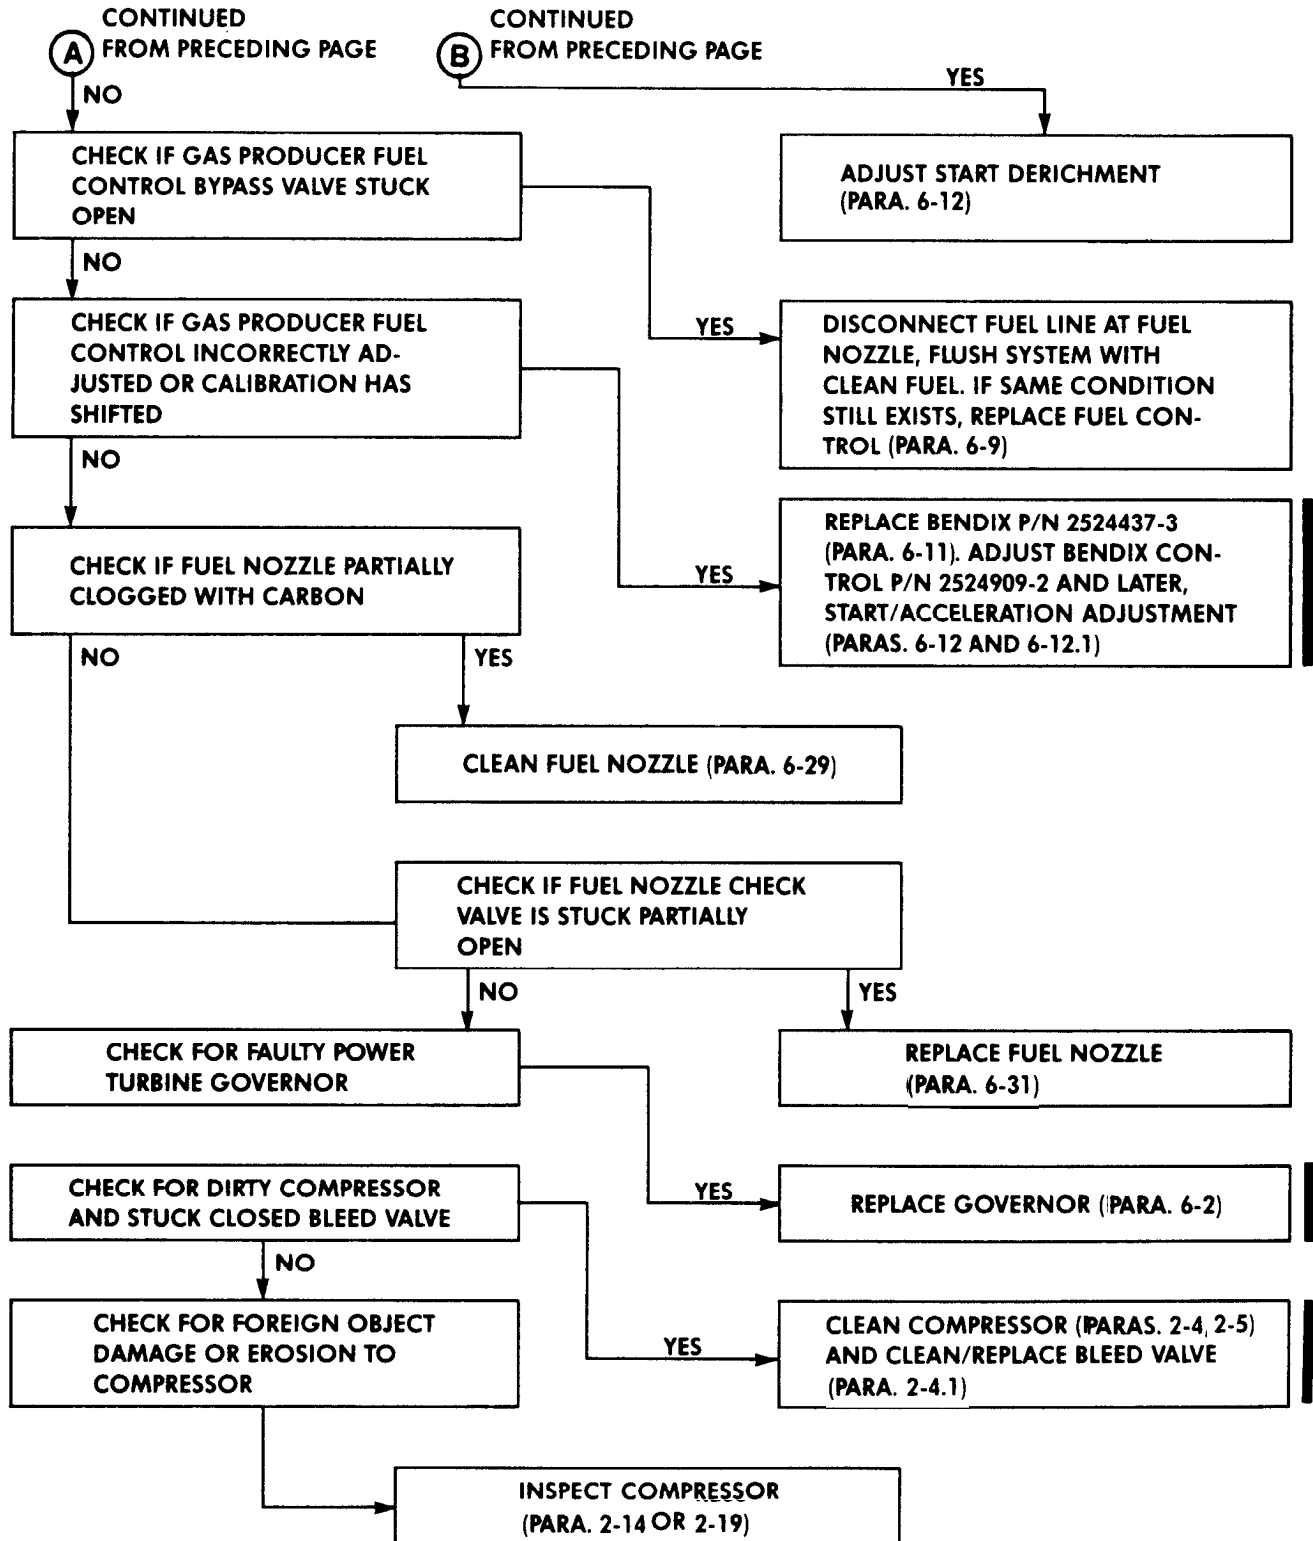 CONTINUED
A FROM PRECEDING PAGE
CONTINUED
B FROM PRECEDING PAGE
NO
YES
CHECK IF GAS PRODUCER FUEL
CONTROL BYPASS VALVE STUCK
OPEN
ADJUST START DERICHMENT
(PARA. 6-12)
NO
YES
CHECK IF GAS PRODUCER FUEL
CONTROL INCORRECTLY AD-
JUSTED OR CALIBRATION HAS
SHIFTED
DISCONNECT FUEL LINE AT FUEL
NOZZLE, FLUSH SYSTEM WITH
CLEAN FUEL. IF SAME CONDITION
STILL EXISTS, REPLACE FUEL CON-
TROL (PARA. 6-9)
NO
YES
REPLACE BENDIX P/N 2524437-3
(PARA. 6-11). ADJUST BENDIX CON-
TROL P/N 2524909-2 AND LATER,
START/ACCELERATION ADJUSTMENT
(PARAS. 6-12 AND 6-12.1)
CHECK IF FUEL NOZZLE PARTIALLY
CLOGGED WITH CARBON
NO
YES
CLEAN FUEL NOZZLE (PARA. 6-29)
CHECK IF FUEL NOZZLE CHECK
VALVE IS STUCK PARTIALLY
OPEN
NO
YES
CHECK FOR FAULTY POWER
TURBINE GOVERNOR
REPLACE FUEL NOZZLE
(PARA. 6-31)
YES
CHECK FOR DIRTY COMPRESSOR
AND STUCK CLOSED BLEED VALVE
REPLACE GOVERNOR (PARA. 6-2)
NO
YES
CHECK FOR FOREIGN OBJECT
DAMAGE OR EROSION TO
COMPRESSOR
CLEAN COMPRESSOR (PARAS. 2-4, 2-5)
AND CLEAN/REPLACE BLEED VALVE
(PARA. 2-4.1)
INSPECT COMPRESSOR
(PARA. 2-14 OR 2-19)